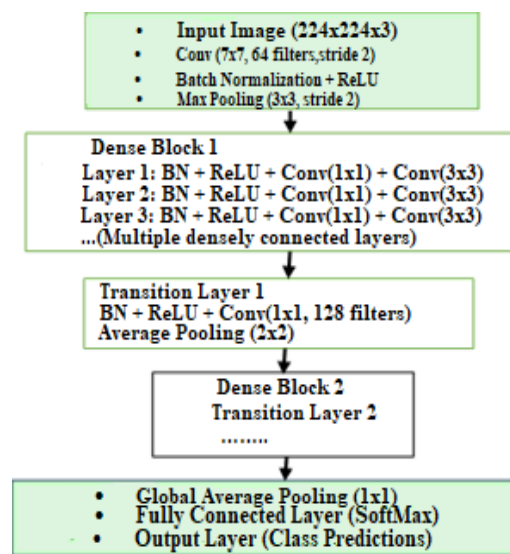 • Input Image (224x224x3)
• Conv (7x7, 64 filters,stride 2)
• Batch Normalization + ReLU
• Max Pooling (3x3, stride 2)
Dense Block 1
Layer 1: BN + ReLU + Conv(1x1) + Conv(3x3)
Layer 2: BN + ReLU + Conv(1x1) + Conv(3x3)
Layer 3: BN + ReLU + Conv(1x1) + Conv(3x3)
...(Multiple densely connected layers)
Transition Layer 1
BN + ReLU + Conv(1x1, 128 filters)
Average Pooling (2x2)
Dense Block 2
Transition Layer 2
........
• Global Average Pooling (1x1)
• Fully Connected Layer (SoftMax)
• Output Layer (Class Predictions)